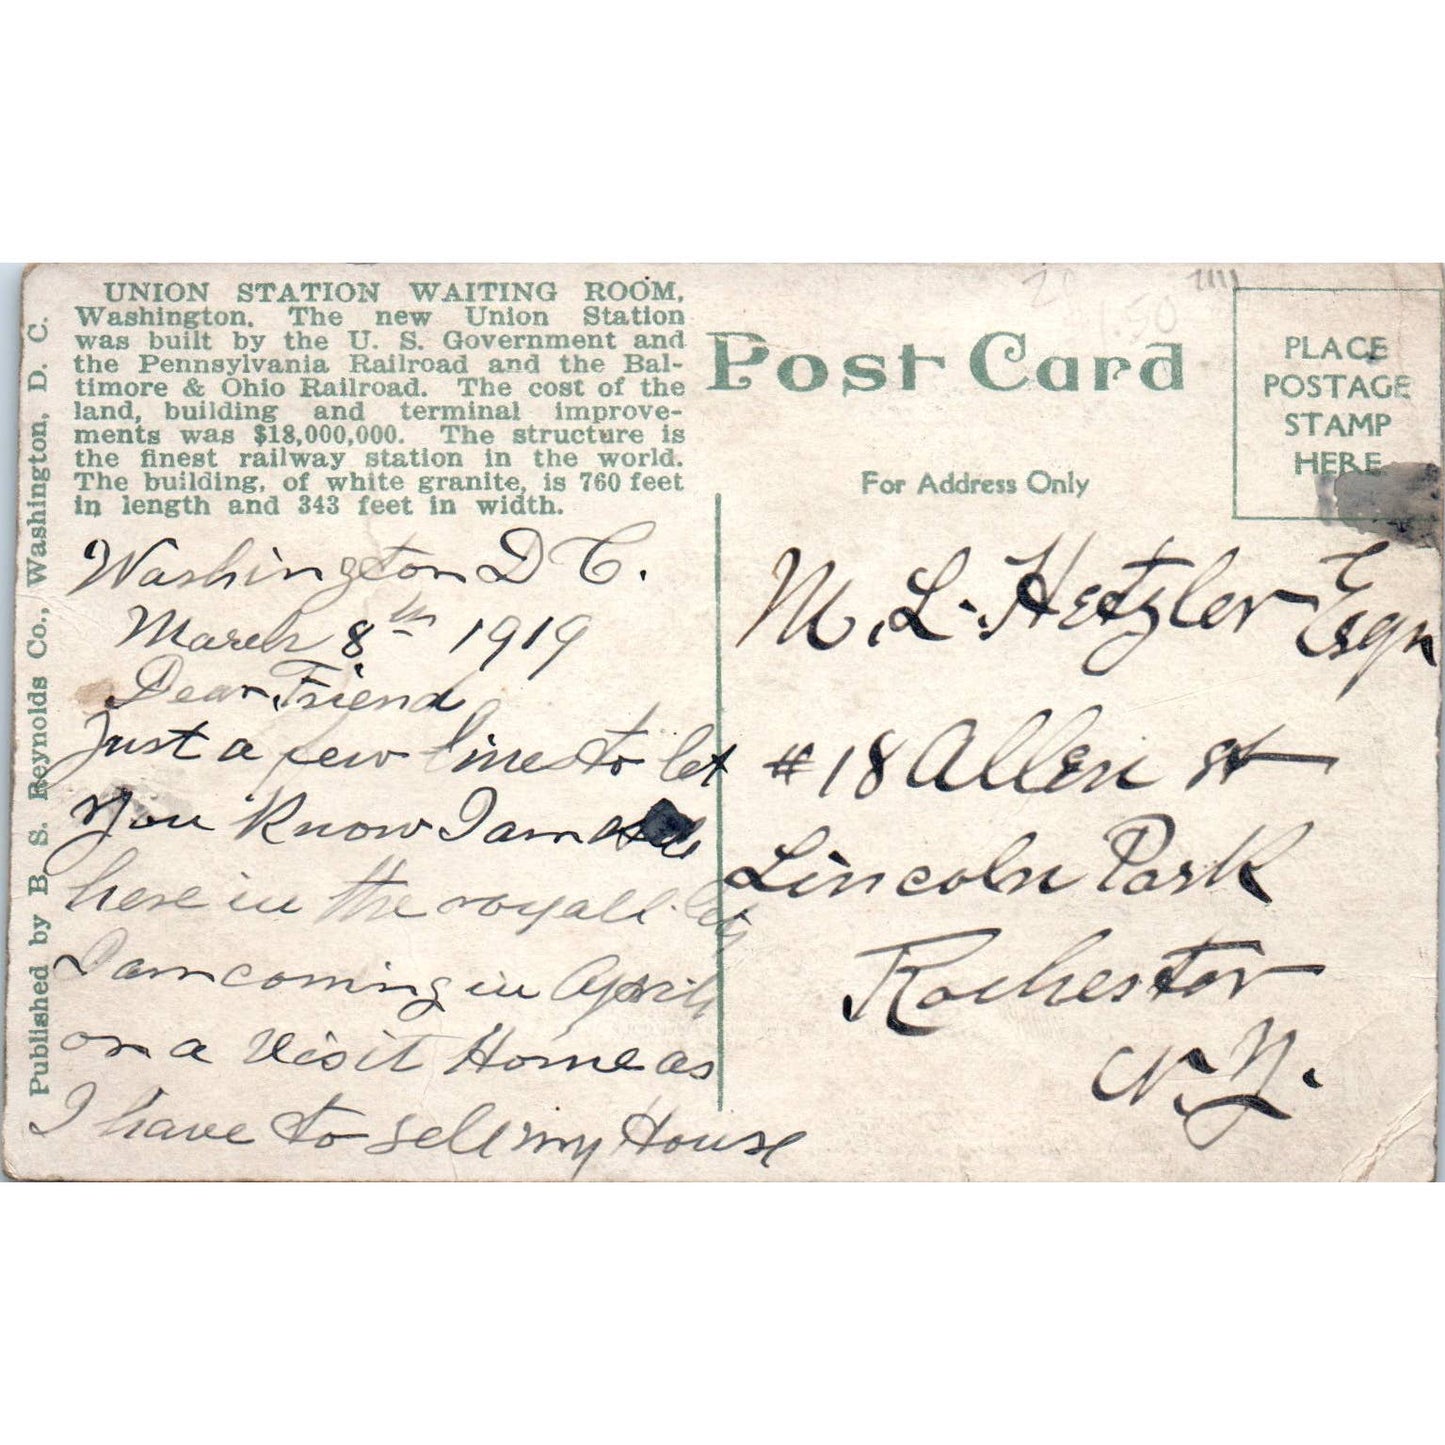 UNION STATION WAITING ROOM,
Washington. The new Union Station
was built by the U. S. Government and
the Pennsylvania Railroad and the Bal-
timore & Ohio Railroad. The cost of the
land, building and terminal improve-
ments was $18,000,000. The structure is
the finest railway station in the world.
The building, of white granite, is 760 feet
in length and 343 feet in width.
Published by B. S. Reynolds Co., Washington, D. C.
Washington D C.
March 8th 1919
Dear Friend
Just a few lines to let
you Know I am
here in the royall
I am coming in April
on a Visit Home as
I have to sell my House
Post Card
For Address Only
PLACE
POSTAGE
STAMP
HERE
1.50
M. L. Hetzler Esqr
#18 Allen st
Lincoln Park
Rochester
N.Y.